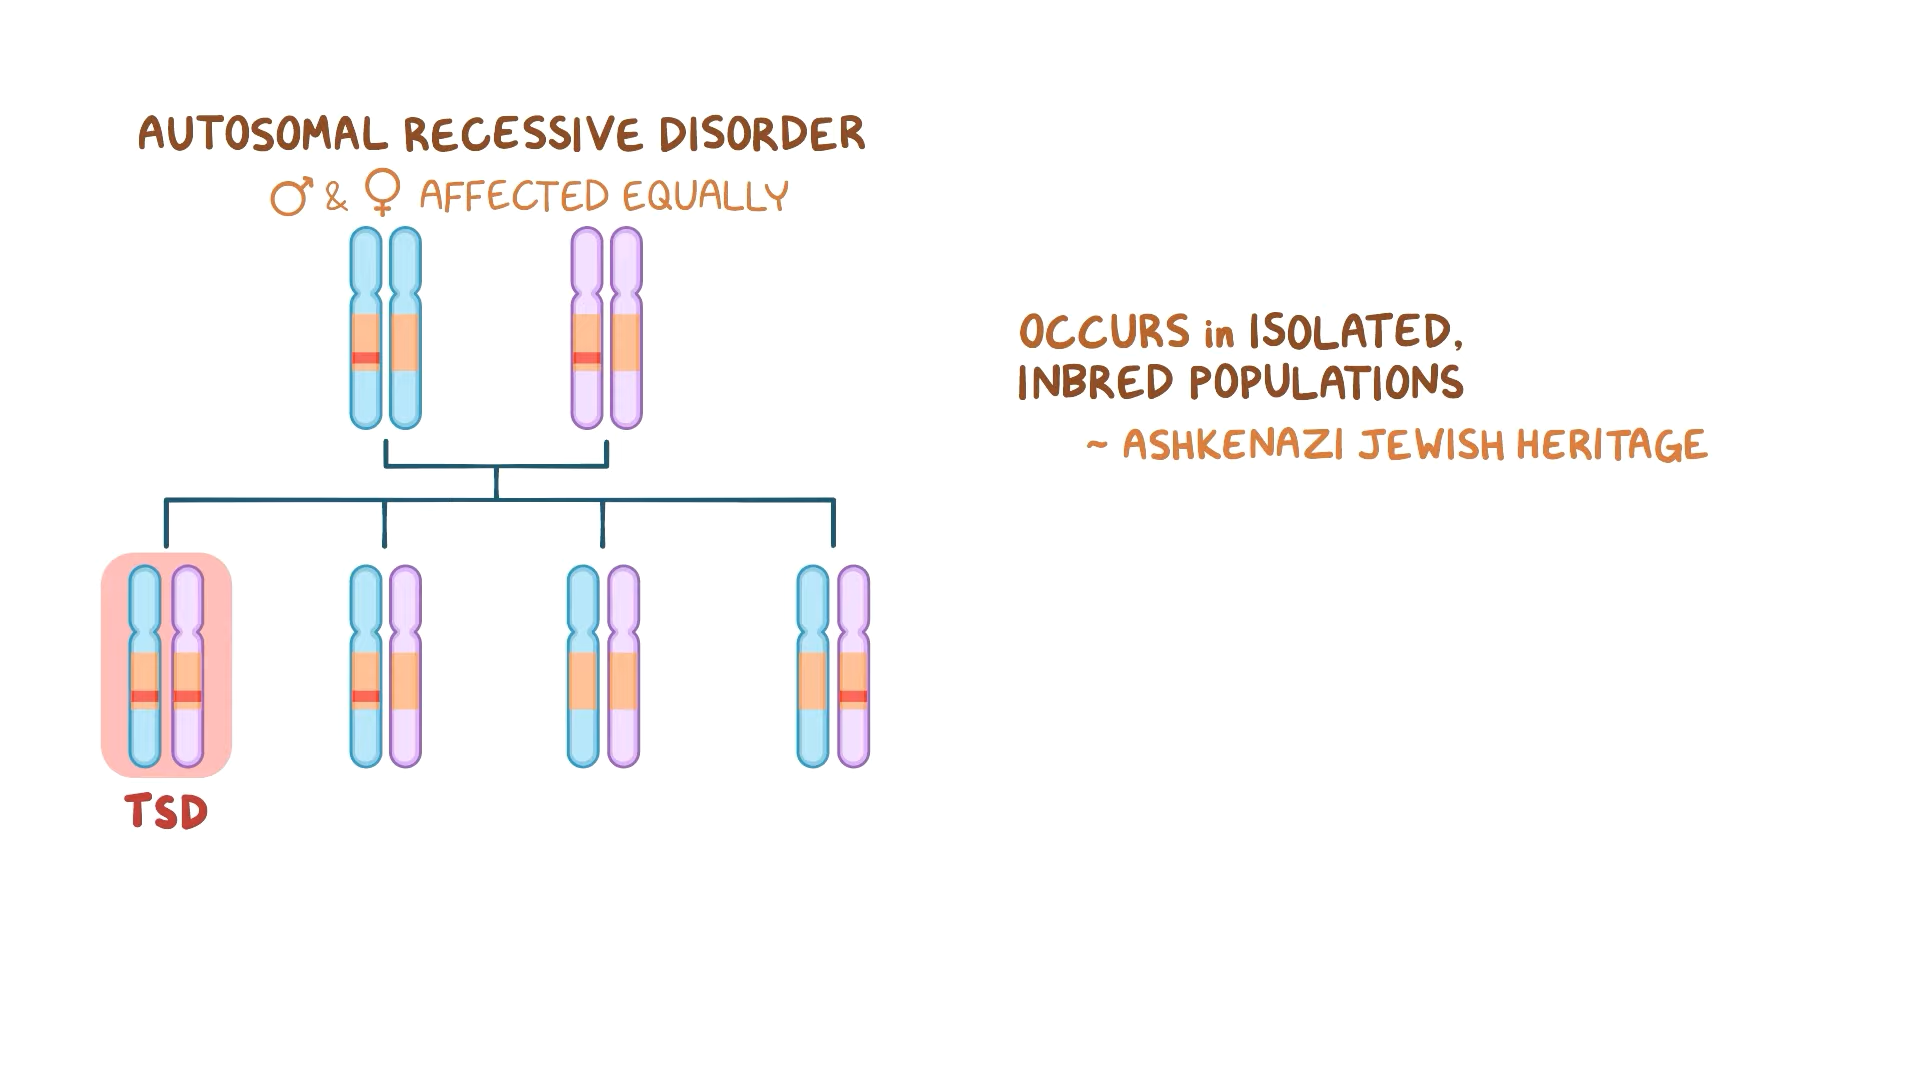 AUTOSOMAL RECESSIVE DISORDER
♂ & ♀ AFFECTED EQUALLY
OCCURS in ISOLATED,
INBRED POPULATIONS
~ ASHKENAZI JEWISH HERITAGE
TSD